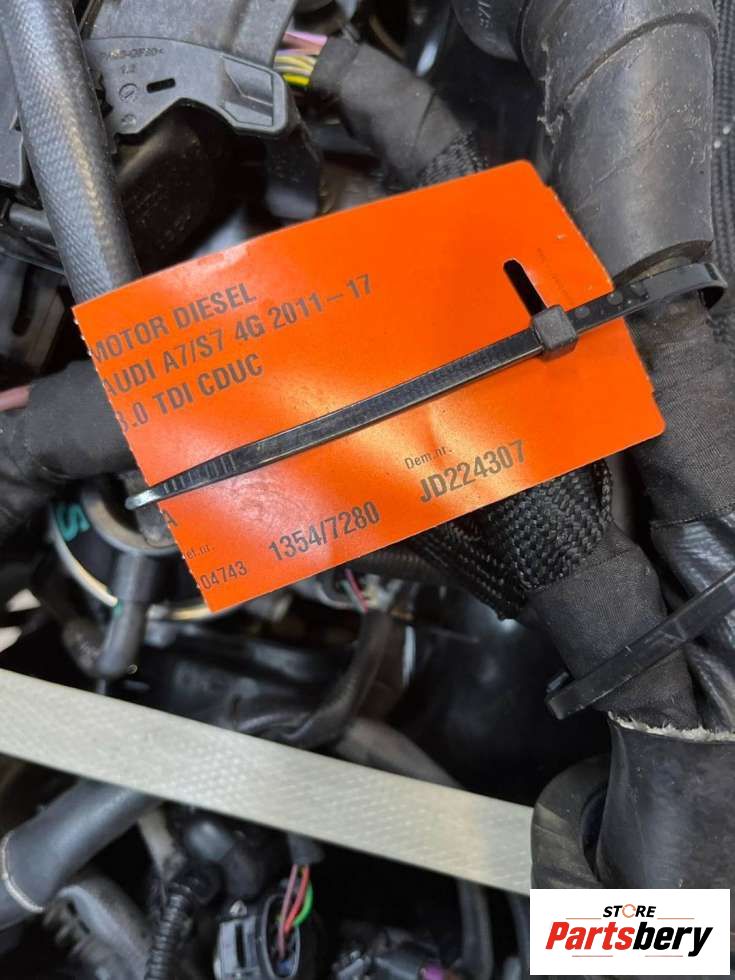 MOTOR DIESEL
AUDI A7/S7 4G 2011-17
3.0 TDI CDUC
A
Dem.nr.
1354/7280 JD224307
STORE
Partsbery